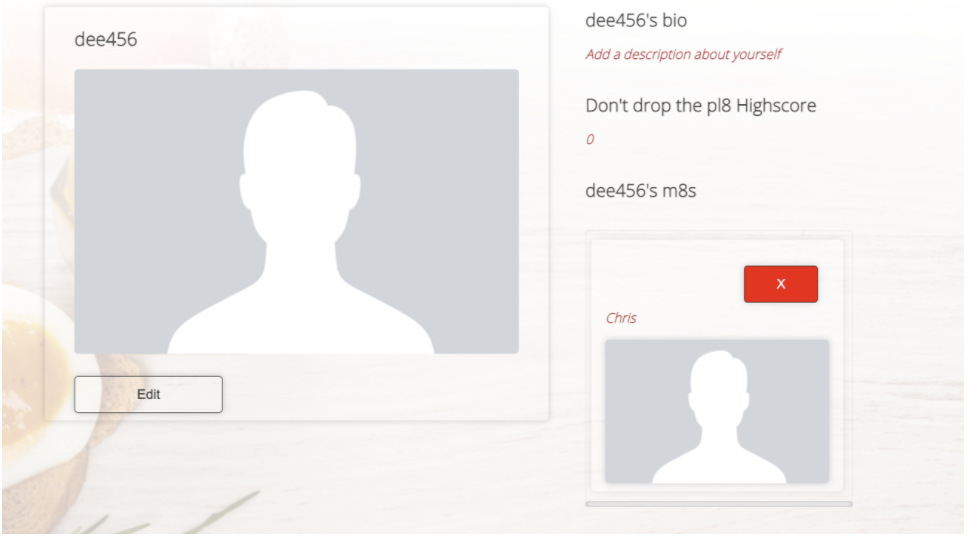 dee456
Edit
dee456's bio
Add a description about yourself
Don't drop the pl8 Highscore
0
dee456's m8s
X
Chris